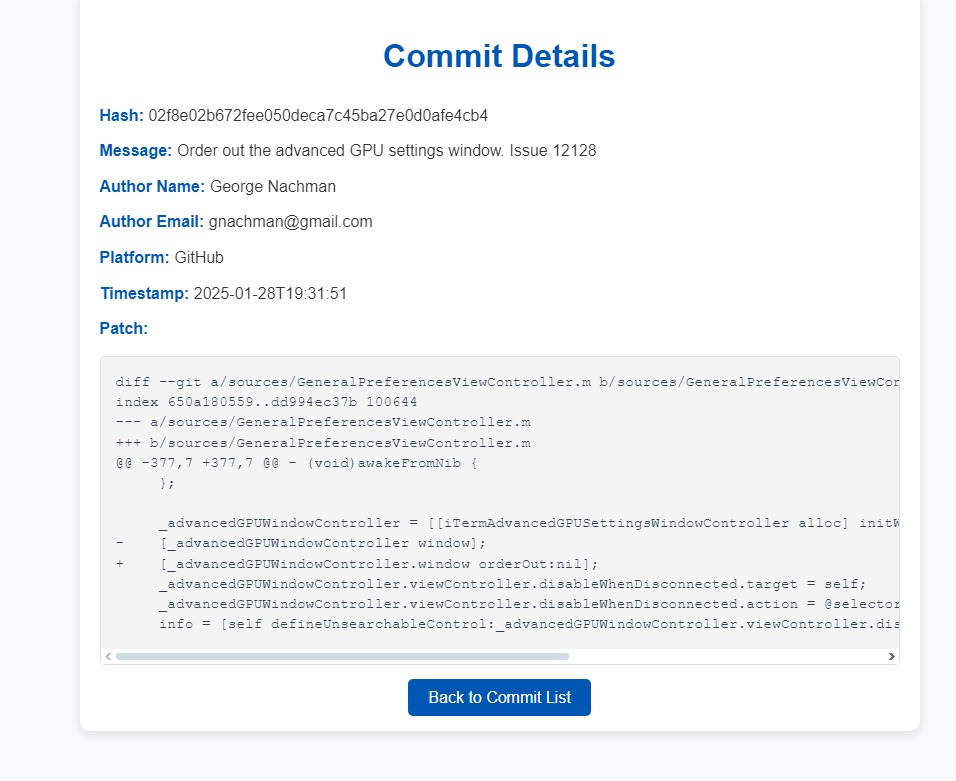 Commit Details
Hash: 02f8e02b672fee050deca7c45ba27e0d0afe4cb4
Message: Order out the advanced GPU settings window. Issue 12128
Author Name: George Nachman
Author Email: gnachman@gmail.com
Platform: GitHub
Timestamp: 2025-01-28T19:31:51
Patch:
diff --git a/sources/GeneralPreferencesViewController.m b/sources/GeneralPreferencesViewCon
index 650a180559..dd994ec37b 100644
--- a/sources/GeneralPreferencesViewController.m
+++ b/sources/GeneralPreferencesViewController.m
@@ -377,7 +377,7 @@ - (void)awakeFromNib {
     };
     _advancedGPUWindowController = [[iTermAdvancedGPUSettingsWindowController alloc] initW
-    [_advancedGPUWindowController window];
+    [_advancedGPUWindowController.window orderOut:nil];
     _advancedGPUWindowController.viewController.disableWhenDisconnected.target = self;
     _advancedGPUWindowController.viewController.disableWhenDisconnected.action = @selector
     info = [self defineUnsearchableControl:_advancedGPUWindowController.viewController.dis
Back to Commit List